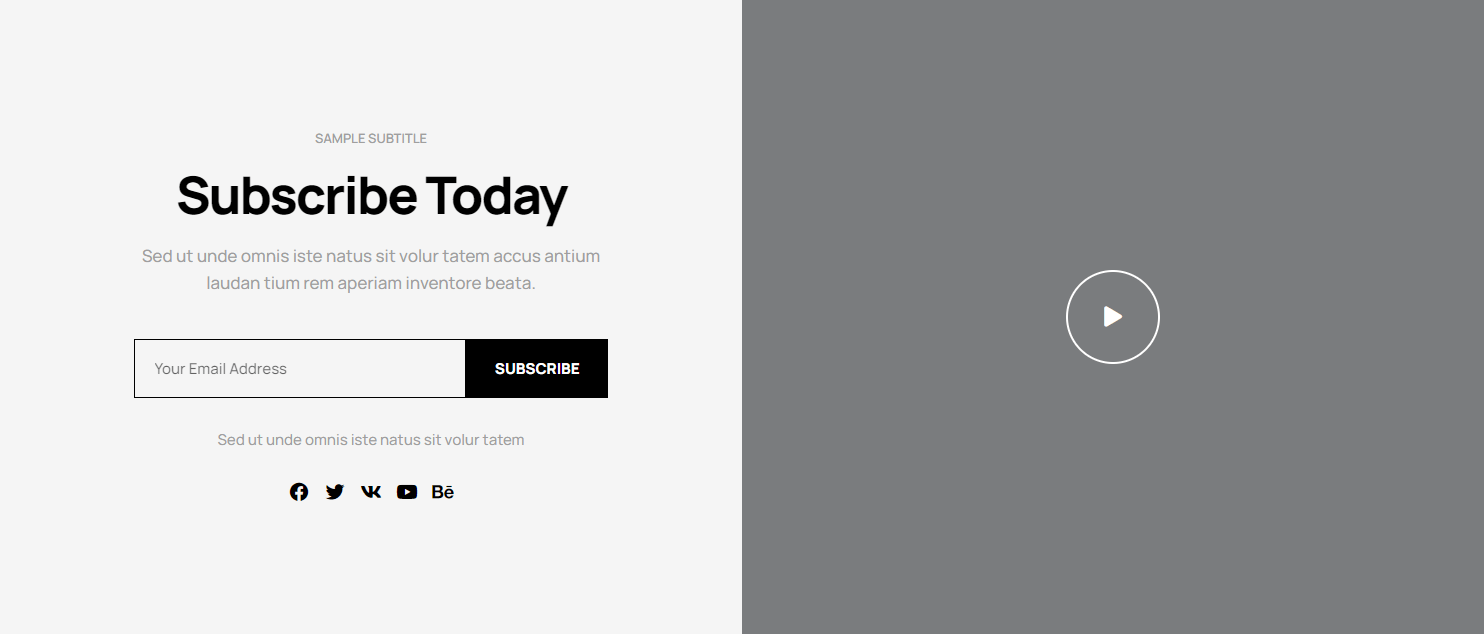 SAMPLE SUBTITLE
Subscribe Today
Sed ut unde omnis iste natus sit volur tatem accus antium
laudan tium rem aperiam inventore beata.
Your Email Address
SUBSCRIBE
Sed ut unde omnis iste natus sit volur tatem
Bē